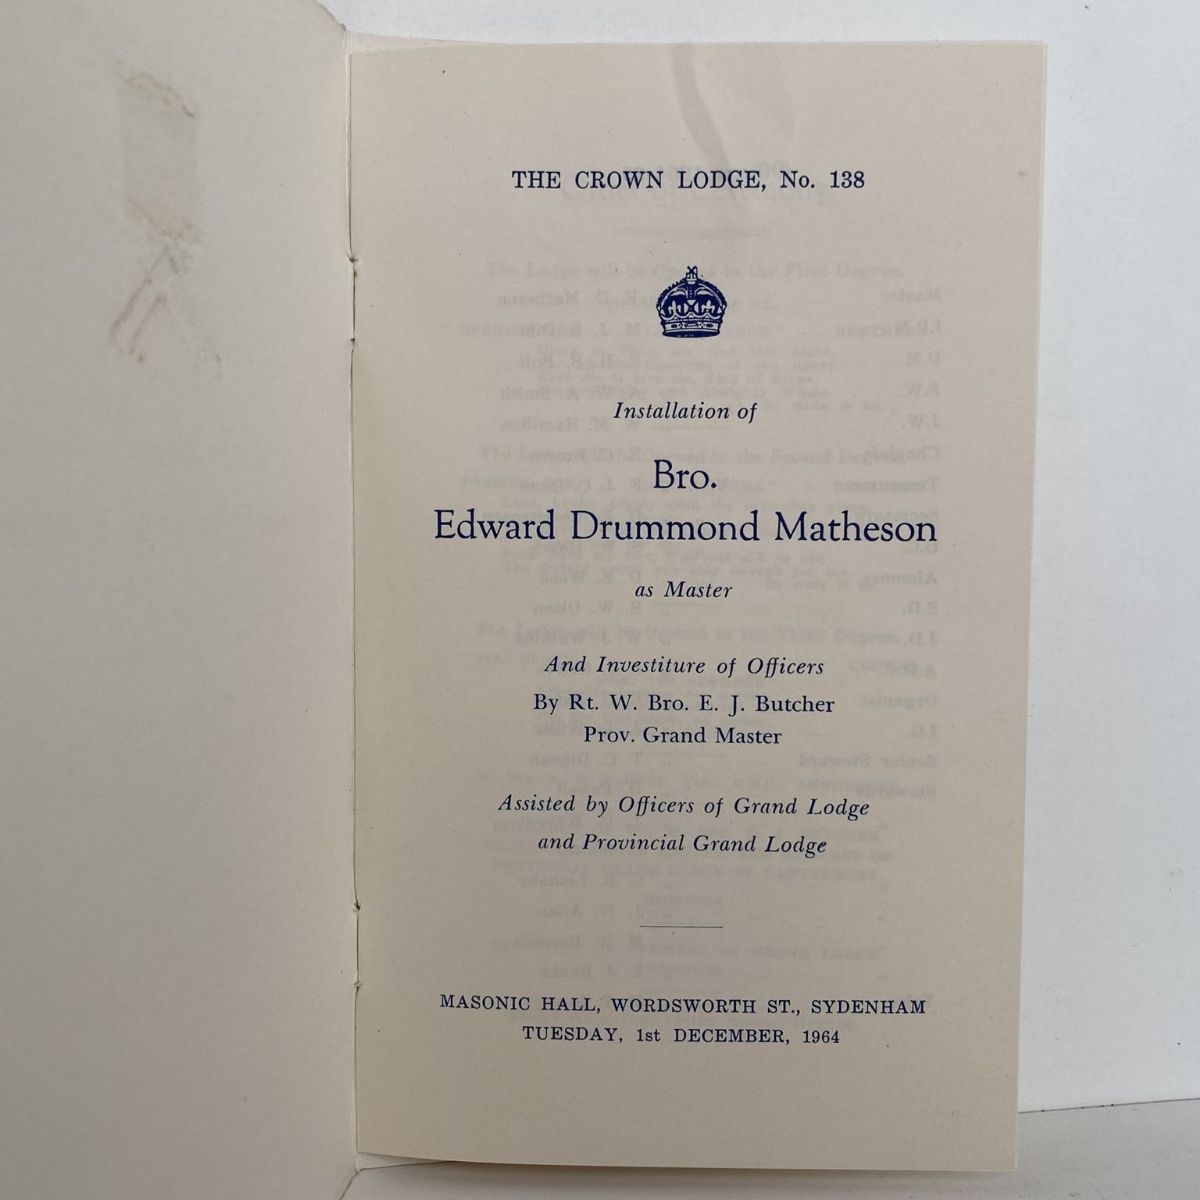 THE CROWN LODGE, No. 138
Installation of
Bro.
Edward Drummond Matheson
as Master
And Investiture of Officers
By Rt. W. Bro. E. J. Butcher
Prov. Grand Master
Assisted by Officers of Grand Lodge
and Provincial Grand Lodge
MASONIC HALL, WORDSWORTH ST., SYDENHAM
TUESDAY, 1st DECEMBER, 1964